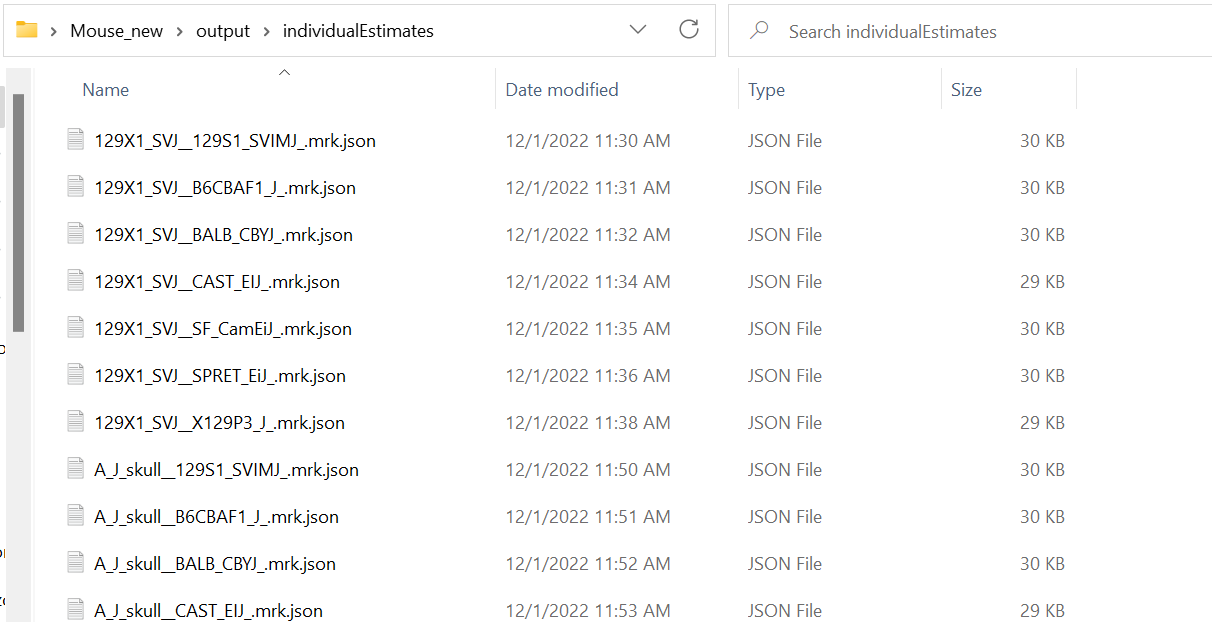 Mouse_new > output > individualEstimates
Search individualEstimates
Name Date modified Type Size
129X1_SVJ__129S1_SVIMJ_.mrk.json 12/1/2022 11:30 AM JSON File 30 KB
129X1_SVJ__B6CBAF1_J_.mrk.json 12/1/2022 11:31 AM JSON File 30 KB
129X1_SVJ__BALB_CBYJ_.mrk.json 12/1/2022 11:32 AM JSON File 30 KB
129X1_SVJ__CAST_EIJ_.mrk.json 12/1/2022 11:34 AM JSON File 29 KB
129X1_SVJ__SF_CamEiJ_.mrk.json 12/1/2022 11:35 AM JSON File 30 KB
129X1_SVJ__SPRET_EiJ_.mrk.json 12/1/2022 11:36 AM JSON File 30 KB
129X1_SVJ__X129P3_J_.mrk.json 12/1/2022 11:38 AM JSON File 29 KB
A_J_skull__129S1_SVIMJ_.mrk.json 12/1/2022 11:50 AM JSON File 30 KB
A_J_skull__B6CBAF1_J_.mrk.json 12/1/2022 11:51 AM JSON File 30 KB
A_J_skull__BALB_CBYJ_.mrk.json 12/1/2022 11:52 AM JSON File 30 KB
A_J_skull__CAST_EIJ_.mrk.json 12/1/2022 11:53 AM JSON File 29 KB